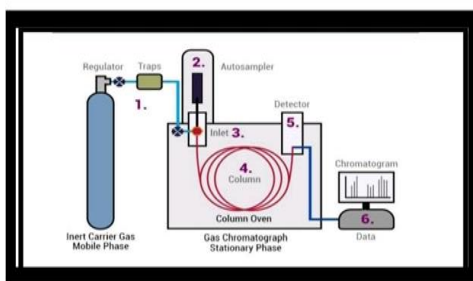 Regulator
Traps
2.
Autosampler
1.
Detector
5.
Inlet 3.
4.
Column
Chromatogram
Column Oven
6.
Inert Carrier Gas
Mobile Phase
Gas Chromatograph
Stationary Phase
Data